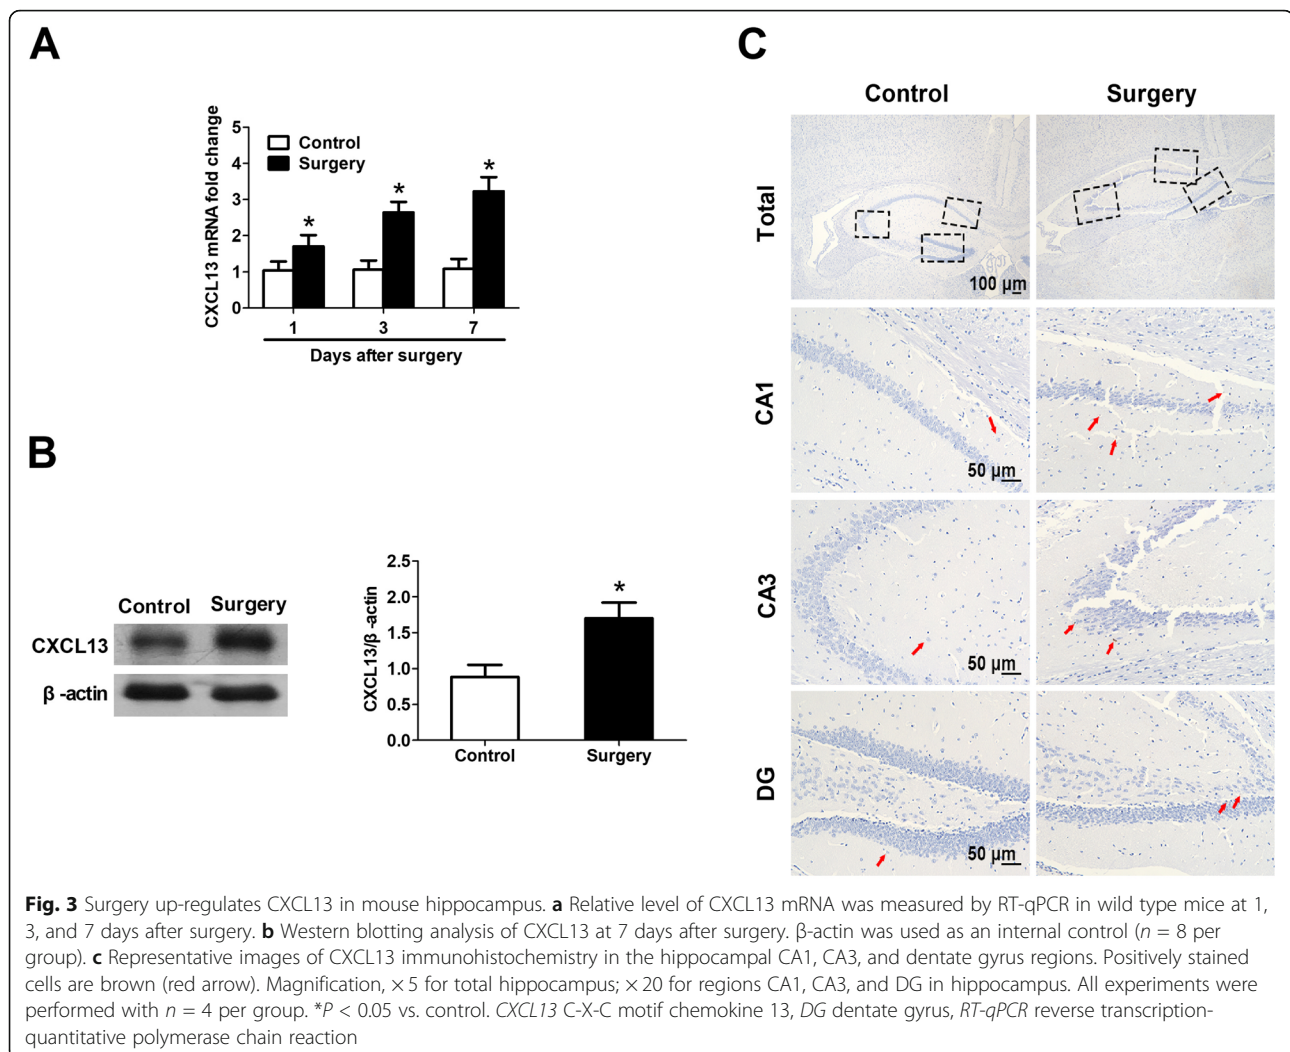 A
CXCL13 mRNA fold change
5
4
3
2
1
0
Control
Surgery
*
*
*
1 3 7
Days after surgery
B
Control Surgery
CXCL13
β -actin
CXCL13/β -actin
2.5
2.0
1.5
1.0
0.5
0.0
*
Control Surgery
C
Control Surgery
Total
100 µm
CA1
50 µm
CA3
50 µm
DG
50 µm
Fig. 3 Surgery up-regulates CXCL13 in mouse hippocampus. a Relative level of CXCL13 mRNA was measured by RT-qPCR in wild type mice at 1,
3, and 7 days after surgery. b Western blotting analysis of CXCL13 at 7 days after surgery. β-actin was used as an internal control (n = 8 per
group). c Representative images of CXCL13 immunohistochemistry in the hippocampal CA1, CA3, and dentate gyrus regions. Positively stained
cells are brown (red arrow). Magnification, × 5 for total hippocampus; × 20 for regions CA1, CA3, and DG in hippocampus. All experiments were
performed with n = 4 per group. *P < 0.05 vs. control. CXCL13 C-X-C motif chemokine 13, DG dentate gyrus, RT-qPCR reverse transcription-
quantitative polymerase chain reaction